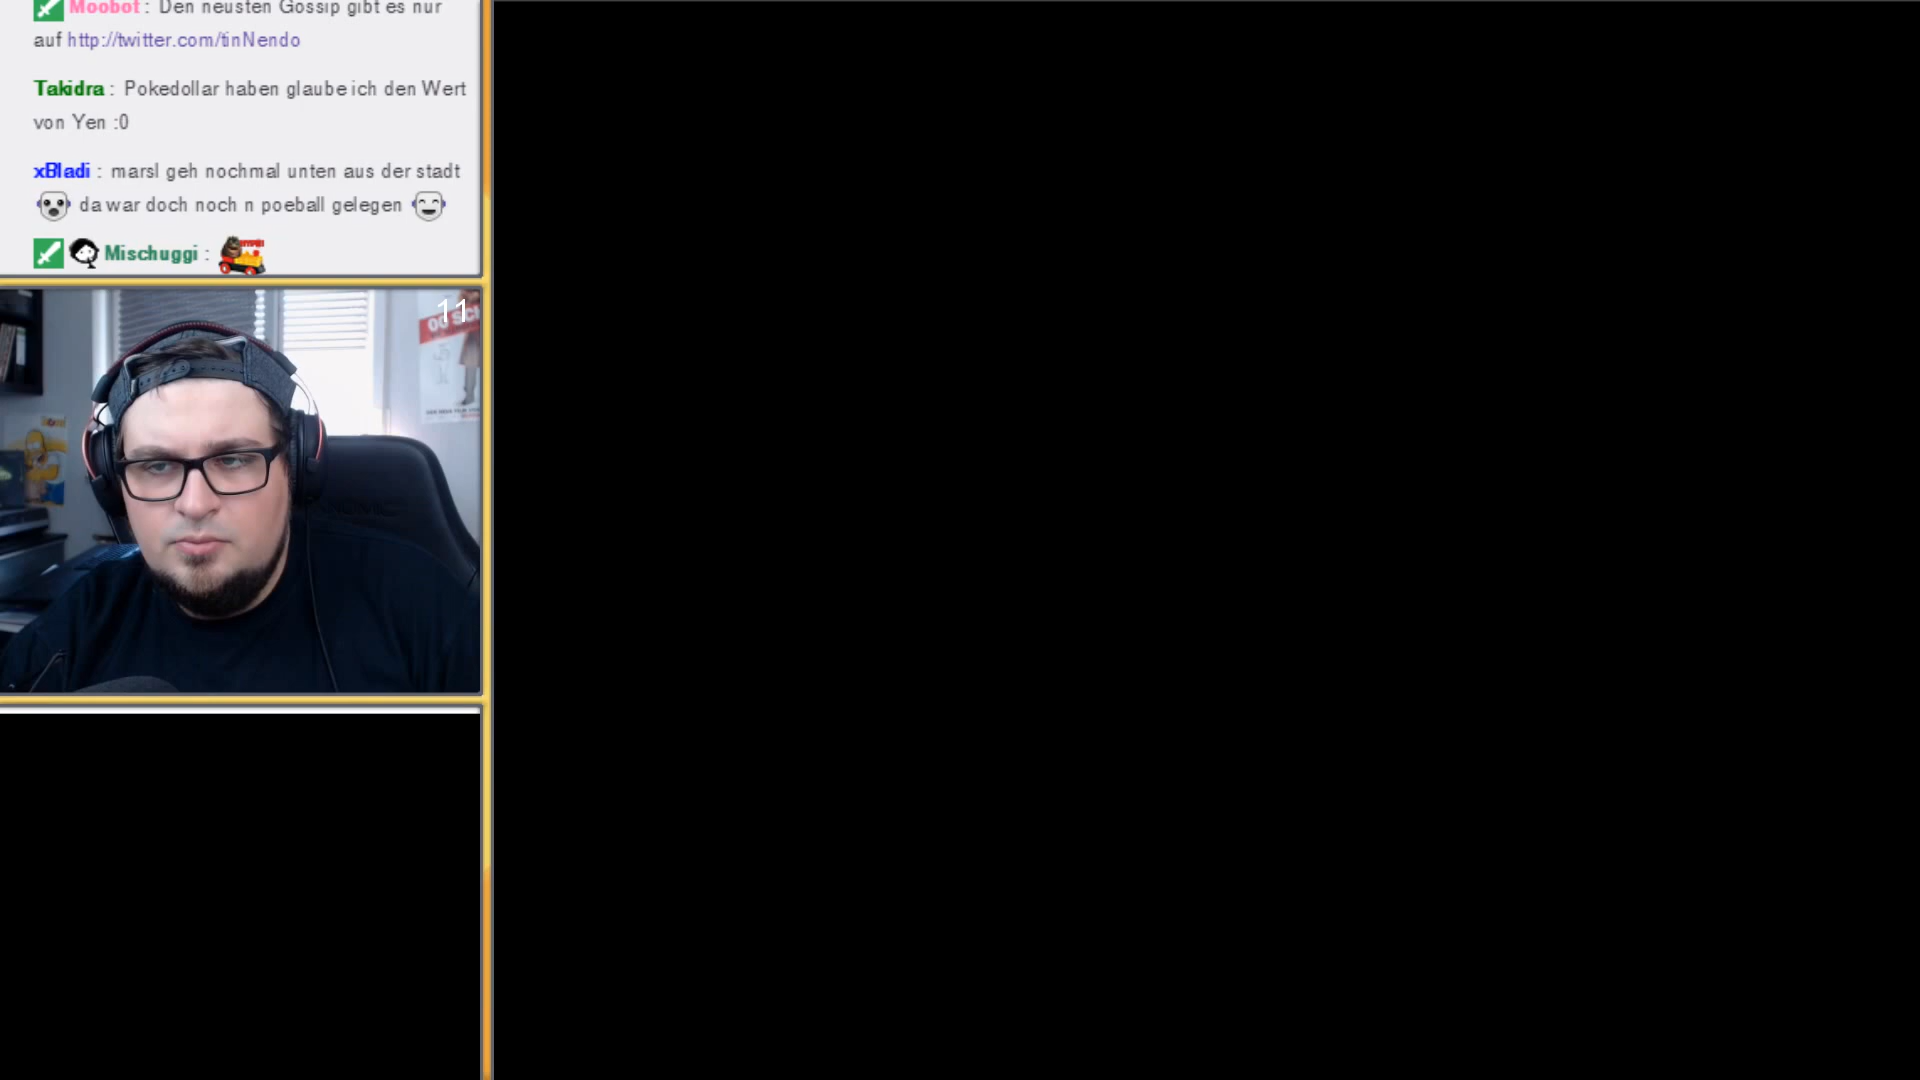 Moobot : Den neusten Gossip gibt es nur
auf http://twitter.com/tinNendo
Takidra : Pokedollar haben glaube ich den Wert
von Yen :0
xBladi : marsl geh nochmal unten aus der stadt
da war doch noch n poeball gelegen
Mischuggi :
11